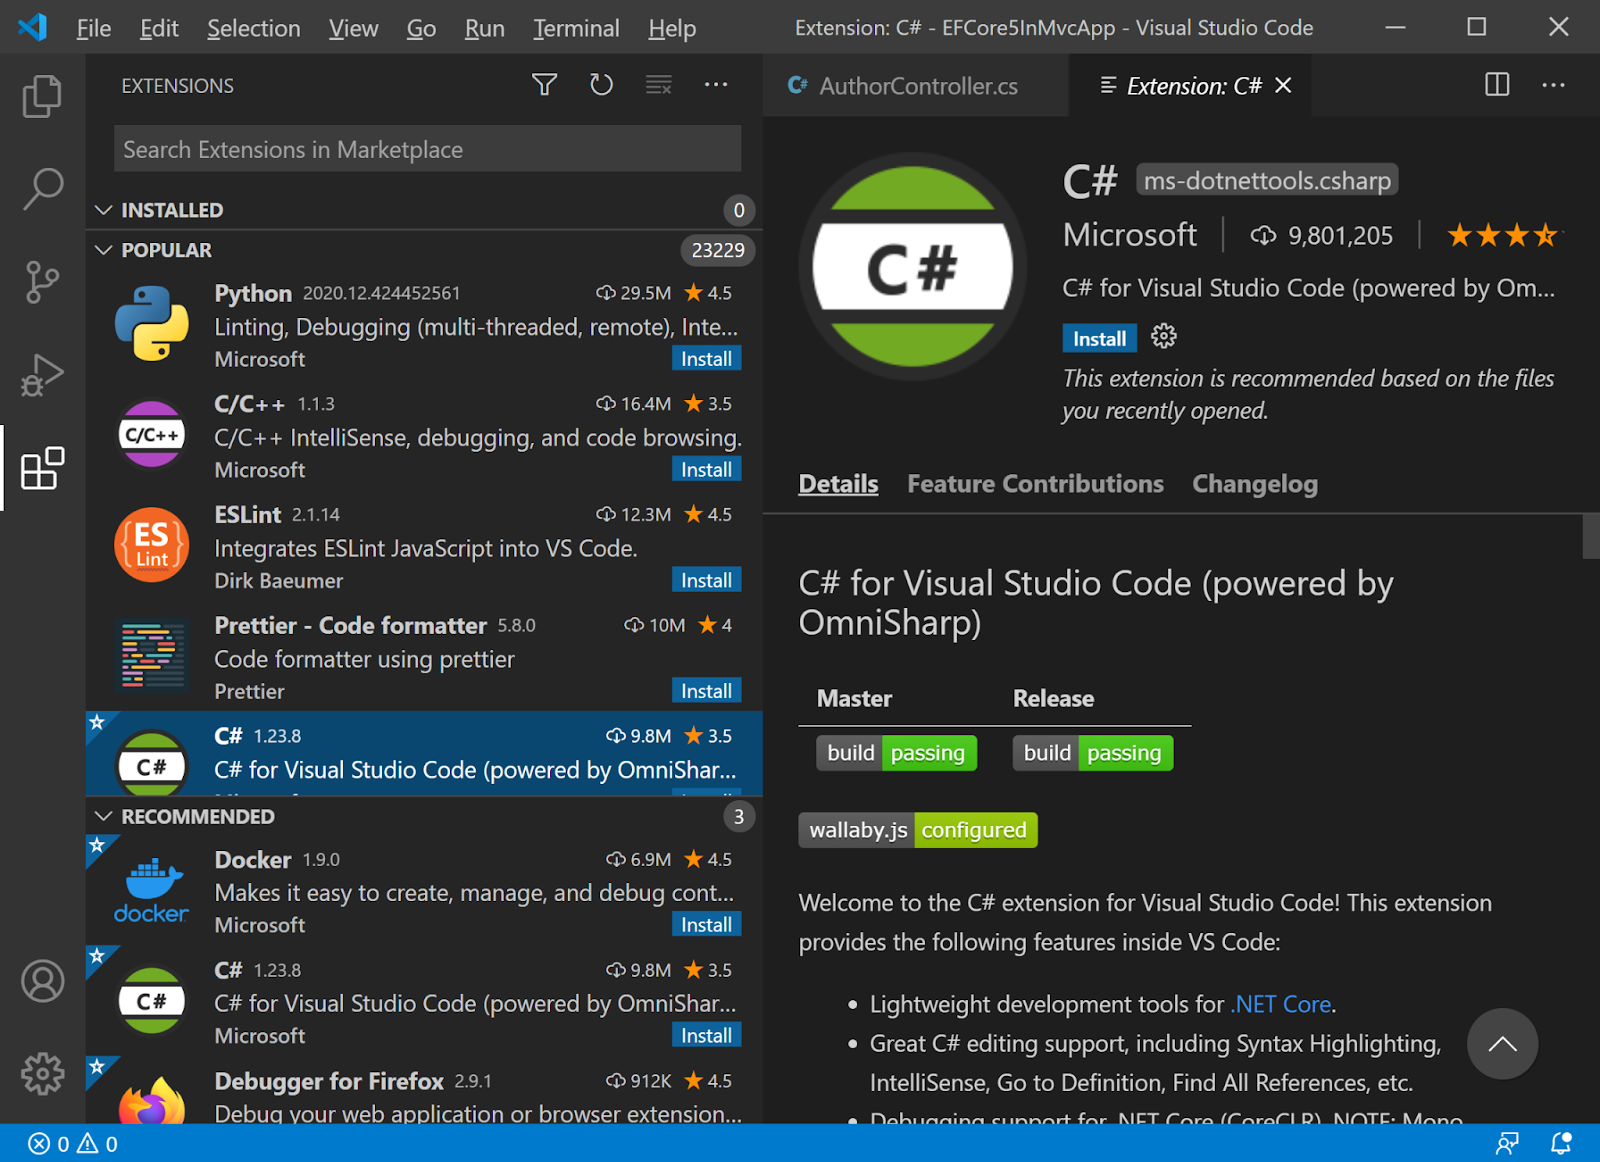 File Edit Selection View Go Run Terminal Help
Extension: C# - EFCore5InMvcApp - Visual Studio Code
EXTENSIONS
Search Extensions in Marketplace
INSTALLED 0
POPULAR 23229
Python 2020.12.424452561 29.5M 4.5
Linting, Debugging (multi-threaded, remote), Inte...
Microsoft Install
C/C++
C/C++ 1.1.3 16.4M 3.5
C/C++ IntelliSense, debugging, and code browsing.
Microsoft Install
ES
Lint
ESLint 2.1.14 12.3M 4.5
Integrates ESLint JavaScript into VS Code.
Dirk Baeumer Install
Prettier - Code formatter 5.8.0 10M 4
Code formatter using prettier
Prettier Install
C#
C# 1.23.8 9.8M 3.5
C# for Visual Studio Code (powered by OmniShar...
RECOMMENDED 3
docker
Docker 1.9.0 6.9M 4.5
Makes it easy to create, manage, and debug cont...
Microsoft Install
C#
C# 1.23.8 9.8M 3.5
C# for Visual Studio Code (powered by OmniShar...
Microsoft Install
Debugger for Firefox 2.9.1 912K 4.5
Debug your web application or browser extension...
C# AuthorController.cs
Extension: C#
C#
C# ms-dotnettools.csharp
Microsoft 9,801,205
C# for Visual Studio Code (powered by Om...
Install
This extension is recommended based on the files
you recently opened.
Details Feature Contributions Changelog
C# for Visual Studio Code (powered by
OmniSharp)
Master Release
build passing build passing
wallaby.js configured
Welcome to the C# extension for Visual Studio Code! This extension
provides the following features inside VS Code:
• Lightweight development tools for .NET Core.
• Great C# editing support, including Syntax Highlighting,
IntelliSense, Go to Definition, Find All References, etc.
• Debugging support for .NET Core (CoreCLR). NOTE: Mono
0 0